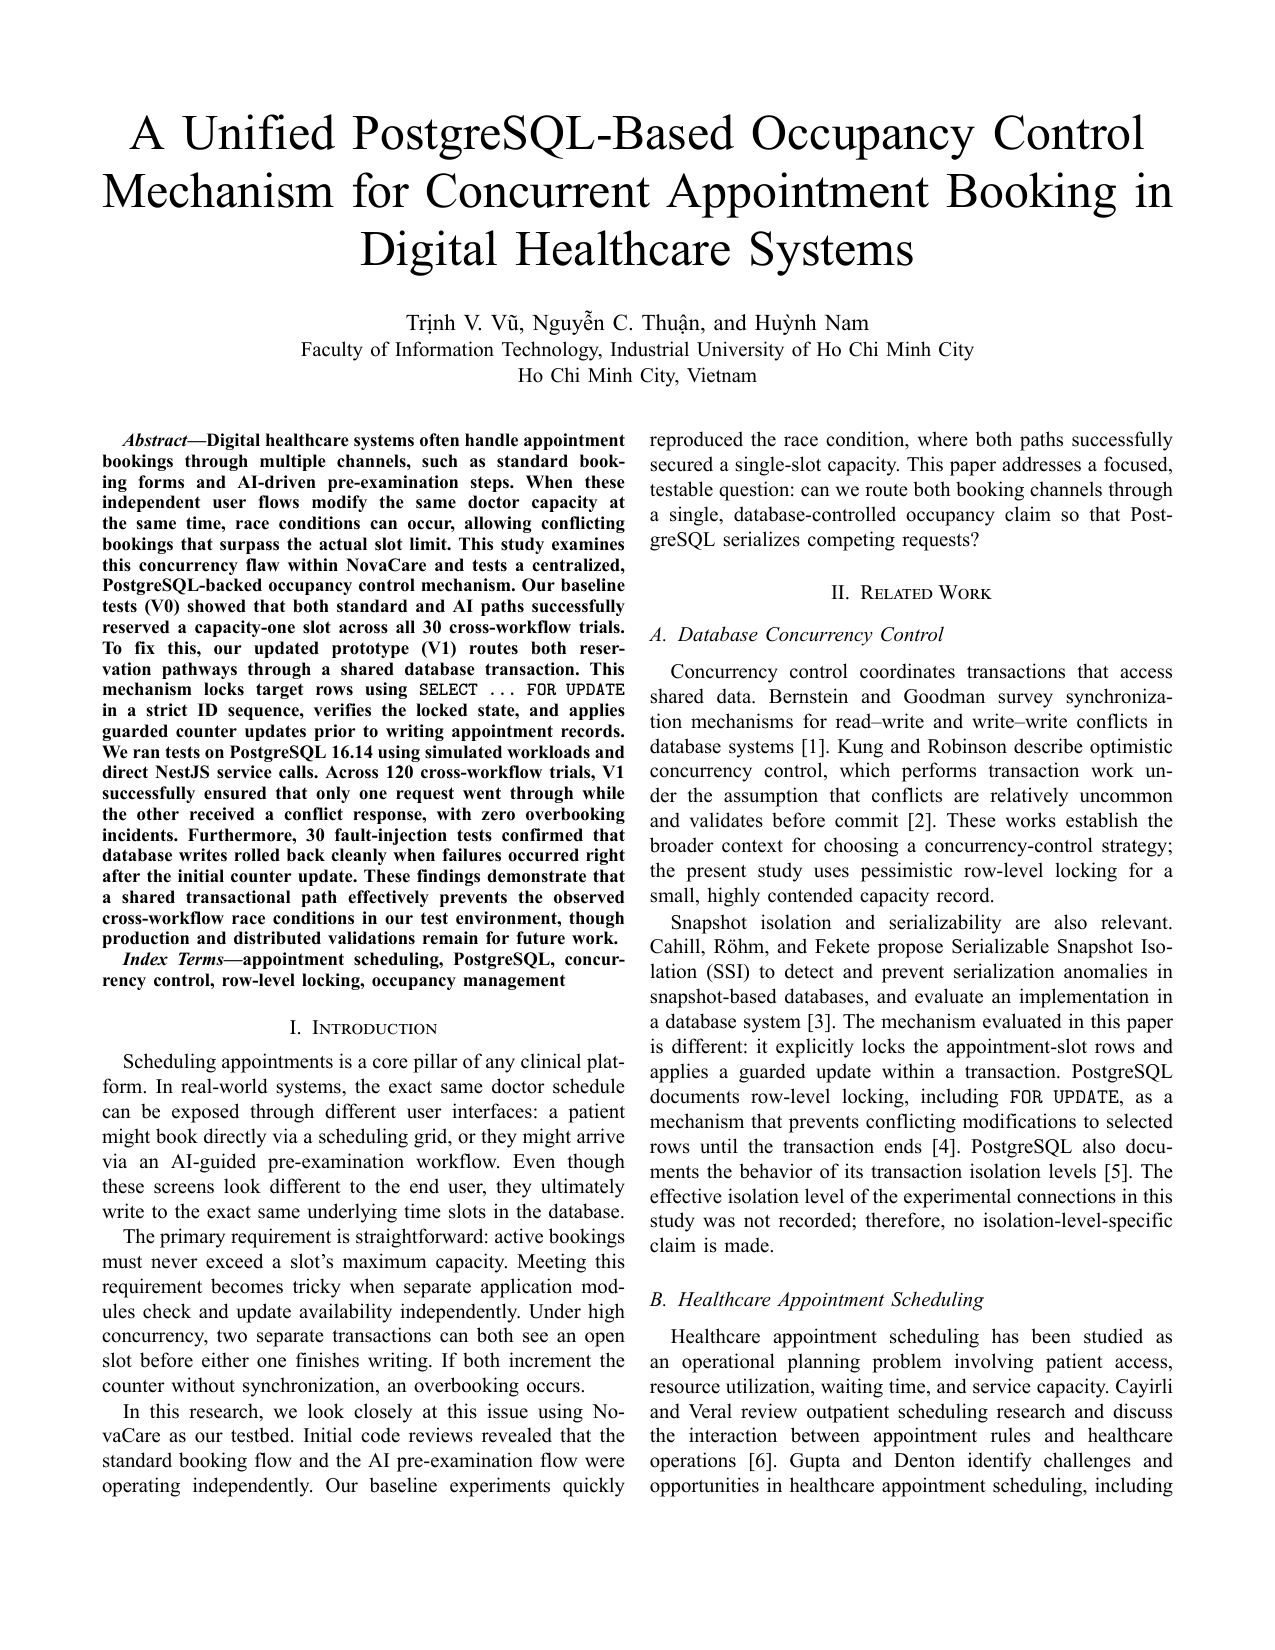 A Unified PostgreSQL-Based Occupancy Control
Mechanism for Concurrent Appointment Booking in
Digital Healthcare Systems
Trịnh V. Vũ, Nguyễn C. Thuận, and Huỳnh Nam
Faculty of Information Technology, Industrial University of Ho Chi Minh City
Ho Chi Minh City, Vietnam
Abstract—Digital healthcare systems often handle appointment
bookings through multiple channels, such as standard book-
ing forms and AI-driven pre-examination steps. When these
independent user flows modify the same doctor capacity at
the same time, race conditions can occur, allowing conflicting
bookings that surpass the actual slot limit. This study examines
this concurrency flaw within NovaCare and tests a centralized,
PostgreSQL-backed occupancy control mechanism. Our baseline
tests (V0) showed that both standard and AI paths successfully
reserved a capacity-one slot across all 30 cross-workflow trials.
To fix this, our updated prototype (V1) routes both reser-
vation pathways through a shared database transaction. This
mechanism locks target rows using SELECT ... FOR UPDATE
in a strict ID sequence, verifies the locked state, and applies
guarded counter updates prior to writing appointment records.
We ran tests on PostgreSQL 16.14 using simulated workloads and
direct NestJS service calls. Across 120 cross-workflow trials, V1
successfully ensured that only one request went through while
the other received a conflict response, with zero overbooking
incidents. Furthermore, 30 fault-injection tests confirmed that
database writes rolled back cleanly when failures occurred right
after the initial counter update. These findings demonstrate that
a shared transactional path effectively prevents the observed
cross-workflow race conditions in our test environment, though
production and distributed validations remain for future work.
Index Terms—appointment scheduling, PostgreSQL, concur-
rency control, row-level locking, occupancy management
I. Introduction
Scheduling appointments is a core pillar of any clinical plat-
form. In real-world systems, the exact same doctor schedule
can be exposed through different user interfaces: a patient
might book directly via a scheduling grid, or they might arrive
via an AI-guided pre-examination workflow. Even though
these screens look different to the end user, they ultimately
write to the exact same underlying time slots in the database.
The primary requirement is straightforward: active bookings
must never exceed a slot's maximum capacity. Meeting this
requirement becomes tricky when separate application mod-
ules check and update availability independently. Under high
concurrency, two separate transactions can both see an open
slot before either one finishes writing. If both increment the
counter without synchronization, an overbooking occurs.
In this research, we look closely at this issue using No-
vaCare as our testbed. Initial code reviews revealed that the
standard booking flow and the AI pre-examination flow were
operating independently. Our baseline experiments quickly
reproduced the race condition, where both paths successfully
secured a single-slot capacity. This paper addresses a focused,
testable question: can we route both booking channels through
a single, database-controlled occupancy claim so that Post-
greSQL serializes competing requests?
II. Related Work
A. Database Concurrency Control
Concurrency control coordinates transactions that access
shared data. Bernstein and Goodman survey synchroniza-
tion mechanisms for read–write and write–write conflicts in
database systems [1]. Kung and Robinson describe optimistic
concurrency control, which performs transaction work un-
der the assumption that conflicts are relatively uncommon
and validates before commit [2]. These works establish the
broader context for choosing a concurrency-control strategy;
the present study uses pessimistic row-level locking for a
small, highly contended capacity record.
Snapshot isolation and serializability are also relevant.
Cahill, Röhm, and Fekete propose Serializable Snapshot Iso-
lation (SSI) to detect and prevent serialization anomalies in
snapshot-based databases, and evaluate an implementation in
a database system [3]. The mechanism evaluated in this paper
is different: it explicitly locks the appointment-slot rows and
applies a guarded update within a transaction. PostgreSQL
documents row-level locking, including FOR UPDATE, as a
mechanism that prevents conflicting modifications to selected
rows until the transaction ends [4]. PostgreSQL also docu-
ments the behavior of its transaction isolation levels [5]. The
effective isolation level of the experimental connections in this
study was not recorded; therefore, no isolation-level-specific
claim is made.
B. Healthcare Appointment Scheduling
Healthcare appointment scheduling has been studied as
an operational planning problem involving patient access,
resource utilization, waiting time, and service capacity. Cayirli
and Veral review outpatient scheduling research and discuss
the interaction between appointment rules and healthcare
operations [6]. Gupta and Denton identify challenges and
opportunities in healthcare appointment scheduling, including